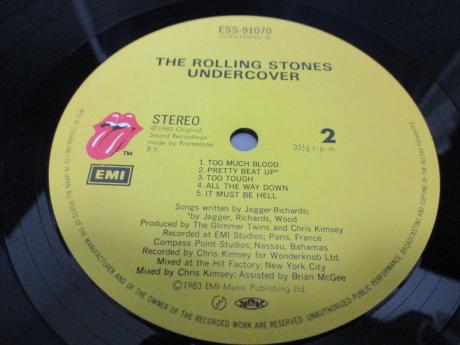 ESS-91070
THE ROLLING STONES
UNDERCOVER
STEREO
℗1983 Original
Sound Recordings
made by Promotone
B.V.
TM
EMI
2
33⅓ r. p. m.
1. TOO MUCH BLOOD
2. PRETTY BEAT UP*
3. TOO TOUGH
4. ALL THE WAY DOWN
5. IT MUST BE HELL
Songs written by Jagger-Richards;
*by Jagger, Richards, Wood
Produced by The Glimmer Twins and Chris Kimsey
Recorded at EMI Studios; Paris, France
Compass Point Studios; Nassau, Bahamas
Recorded by Chris Kimsey for Wonderknob Ltd.
Mixed at the Hit Factory; New York City
Mixed by Chris Kimsey; Assisted by Brian McGee
©1983 EMI Music Publishing Ltd.
JASRAC
ALL RIGHTS OF THE MANUFACTURER AND OF THE OWNER OF THE RECORDED WORK ARE RESERVED. UNAUTHORIZED PUBLIC PERFORMANCE, BROADCASTING AND COPYING OF THE